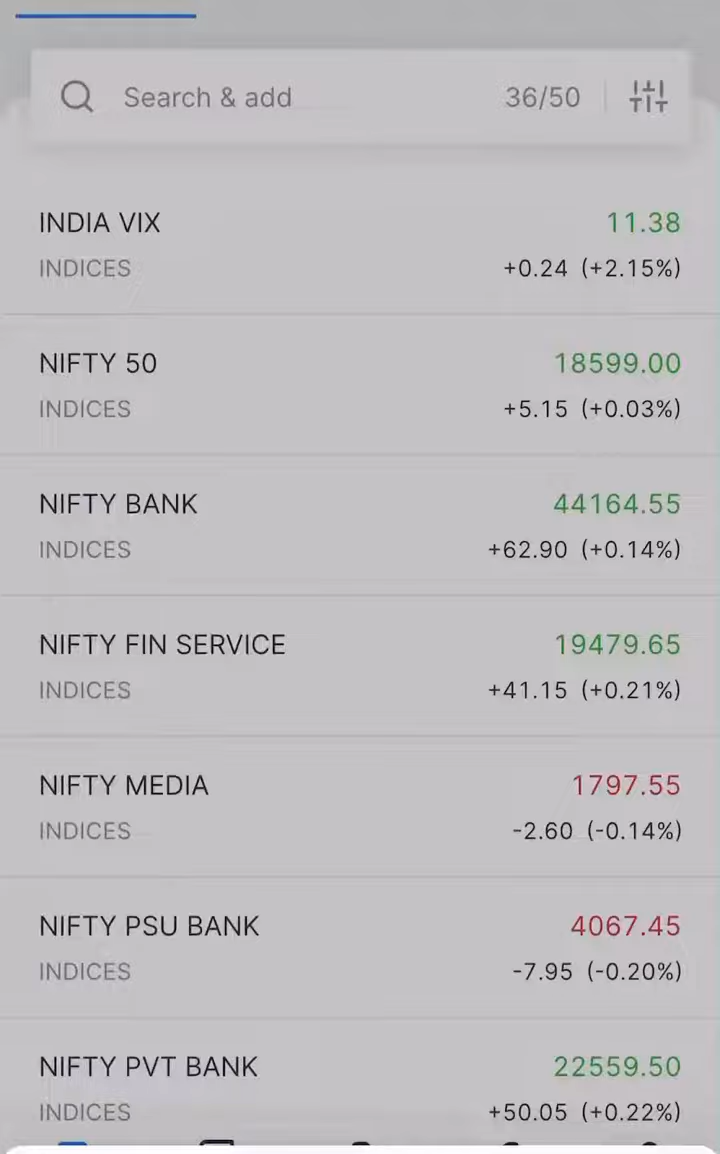 Search & add 36/50
INDIA VIX 11.38
INDICES +0.24 (+2.15%)
NIFTY 50 18599.00
INDICES +5.15 (+0.03%)
NIFTY BANK 44164.55
INDICES +62.90 (+0.14%)
NIFTY FIN SERVICE 19479.65
INDICES +41.15 (+0.21%)
NIFTY MEDIA 1797.55
INDICES -2.60 (-0.14%)
NIFTY PSU BANK 4067.45
INDICES -7.95 (-0.20%)
NIFTY PVT BANK 22559.50
INDICES +50.05 (+0.22%)